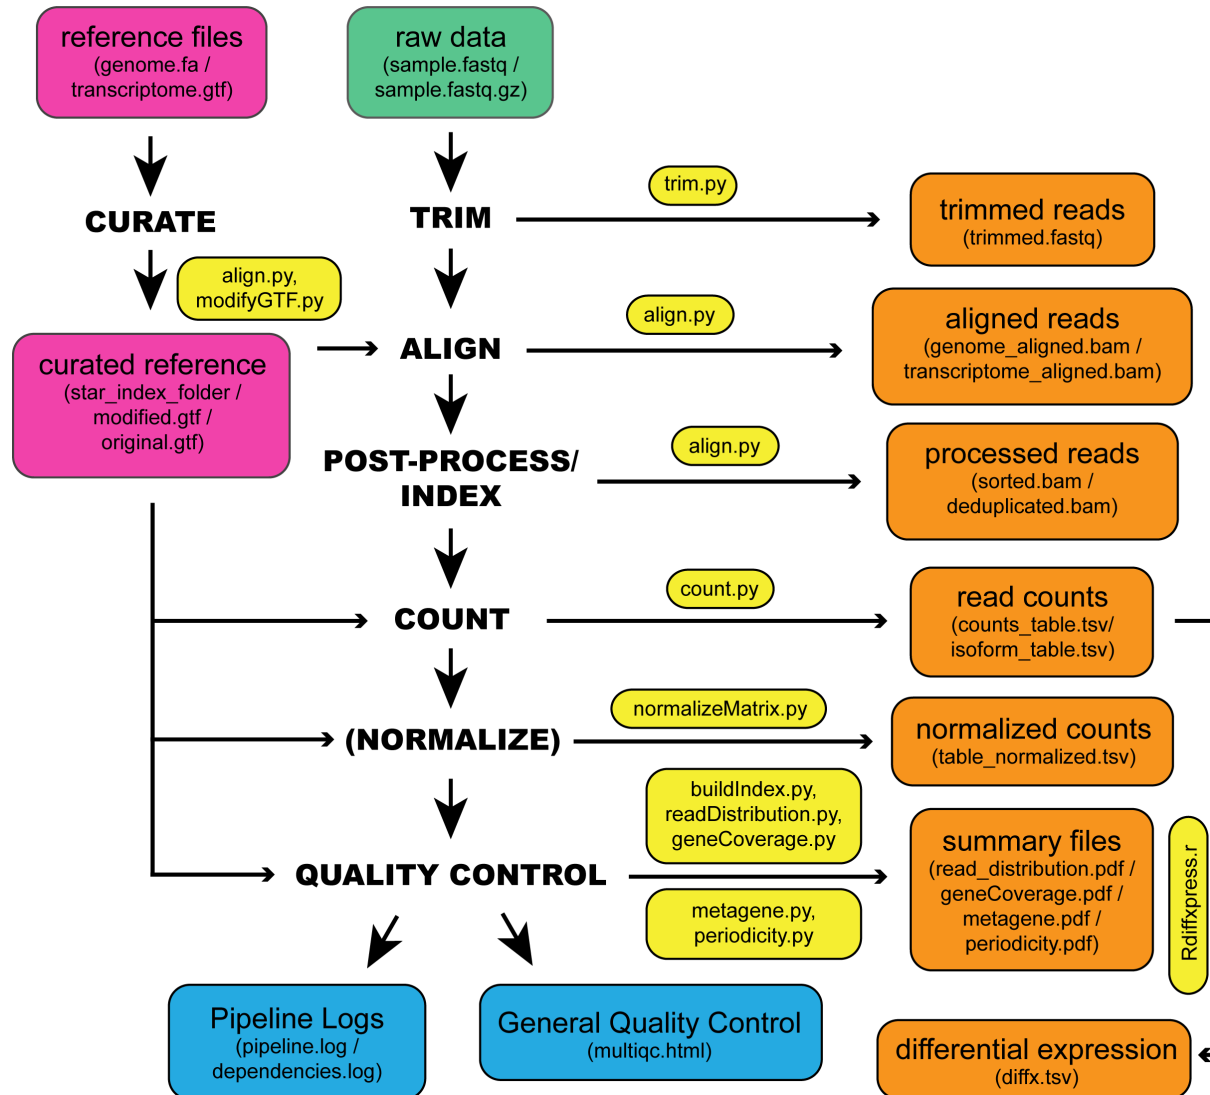 reference files
(genome.fa /
transcriptome.gtf)
raw data
(sample.fastq /
sample.fastq.gz)
trim.py
CURATE
TRIM
trimmed reads
(trimmed.fastq)
align.py,
modifyGTF.py
align.py
aligned reads
(genome_aligned.bam /
transcriptome_aligned.bam)
curated reference
(star_index_folder /
modified.gtf /
original.gtf)
ALIGN
POST-PROCESS/
INDEX
align.py
processed reads
(sorted.bam /
deduplicated.bam)
COUNT
count.py
read counts
(counts_table.tsv/
isoform_table.tsv)
(NORMALIZE)
normalizeMatrix.py
normalized counts
(table_normalized.tsv)
buildIndex.py,
readDistribution.py,
geneCoverage.py
QUALITY CONTROL
metagene.py,
periodicity.py
summary files
(read_distribution.pdf /
geneCoverage.pdf /
metagene.pdf /
periodicity.pdf)
Rdiffxpress.r
Pipeline Logs
(pipeline.log /
dependencies.log)
General Quality Control
(multiqc.html)
differential expression
(diffx.tsv)